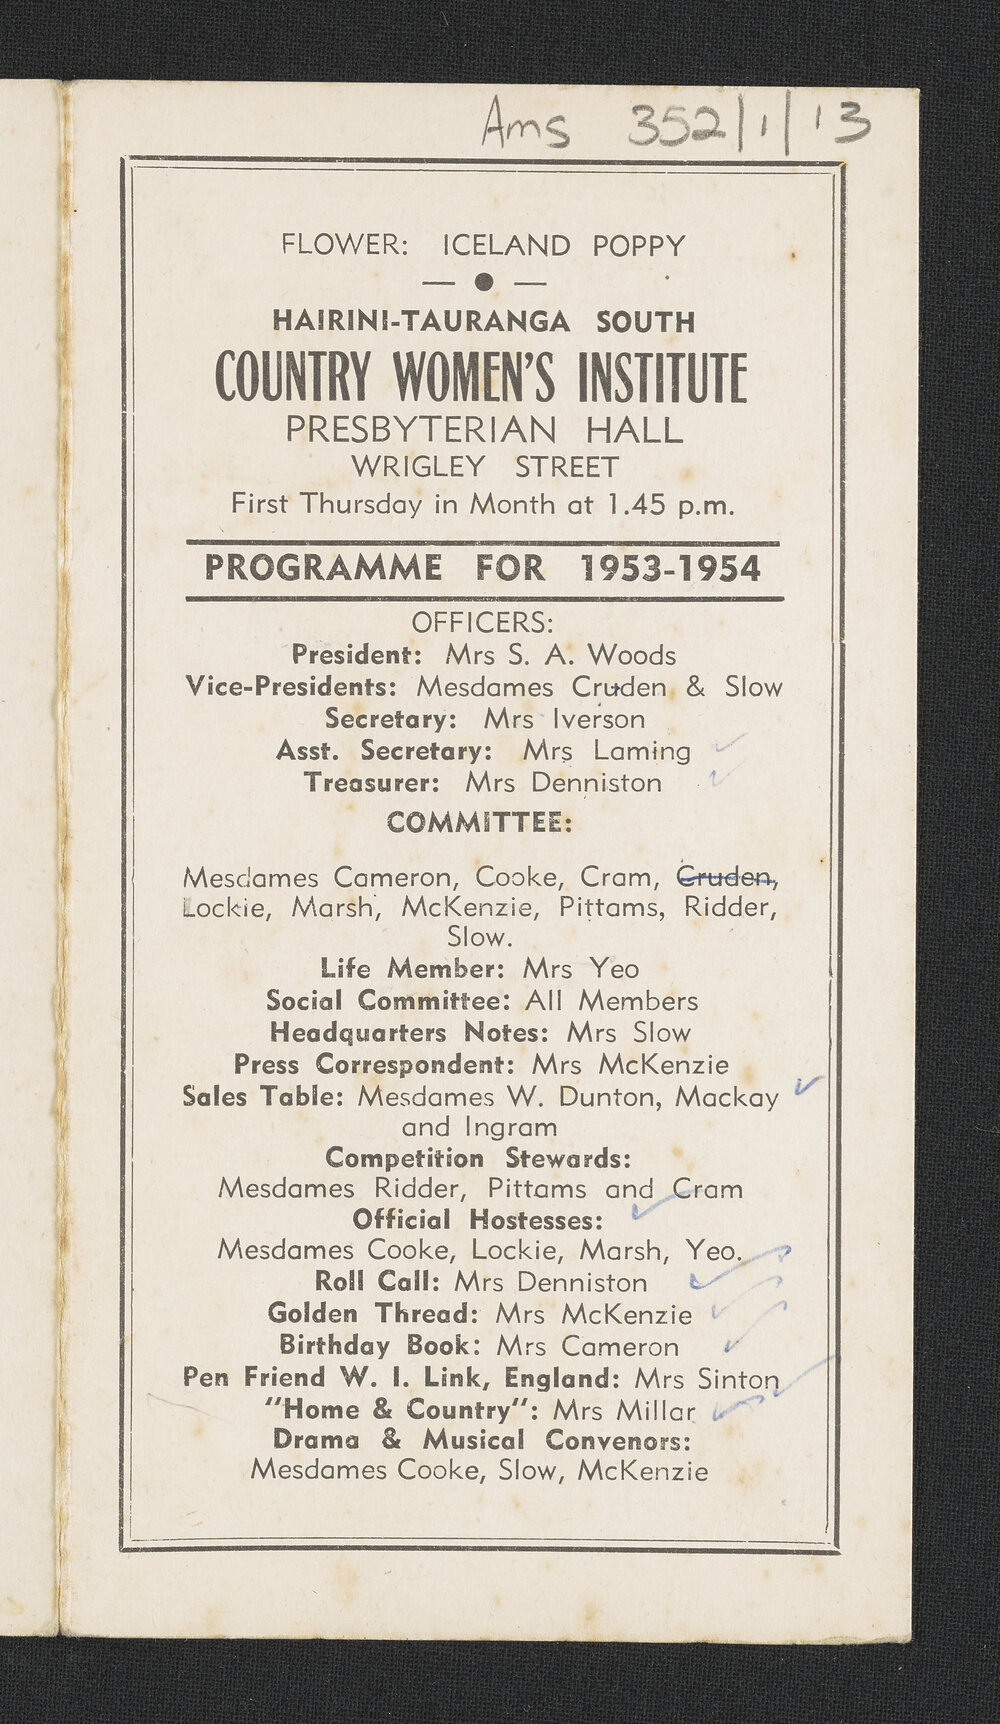 Ams 352/1/13
FLOWER: ICELAND POPPY
— ● —
HAIRINI-TAURANGA SOUTH
COUNTRY WOMEN'S INSTITUTE
PRESBYTERIAN HALL
WRIGLEY STREET
First Thursday in Month at 1.45 p.m.
PROGRAMME FOR 1953-1954
OFFICERS:
President: Mrs S. A. Woods
Vice-Presidents: Mesdames Cruden & Slow
Secretary: Mrs Iverson
Asst. Secretary: Mrs Laming
Treasurer: Mrs Denniston
COMMITTEE:
Mesdames Cameron, Cooke, Cram, Cruden,
Lockie, Marsh, McKenzie, Pittams, Ridder,
Slow.
Life Member: Mrs Yeo
Social Committee: All Members
Headquarters Notes: Mrs Slow
Press Correspondent: Mrs McKenzie
Sales Table: Mesdames W. Dunton, Mackay
and Ingram
Competition Stewards:
Mesdames Ridder, Pittams and Cram
Official Hostesses:
Mesdames Cooke, Lockie, Marsh, Yeo.
Roll Call: Mrs Denniston
Golden Thread: Mrs McKenzie
Birthday Book: Mrs Cameron
Pen Friend W. I. Link, England: Mrs Sinton
"Home & Country": Mrs Millar
Drama & Musical Convenors:
Mesdames Cooke, Slow, McKenzie